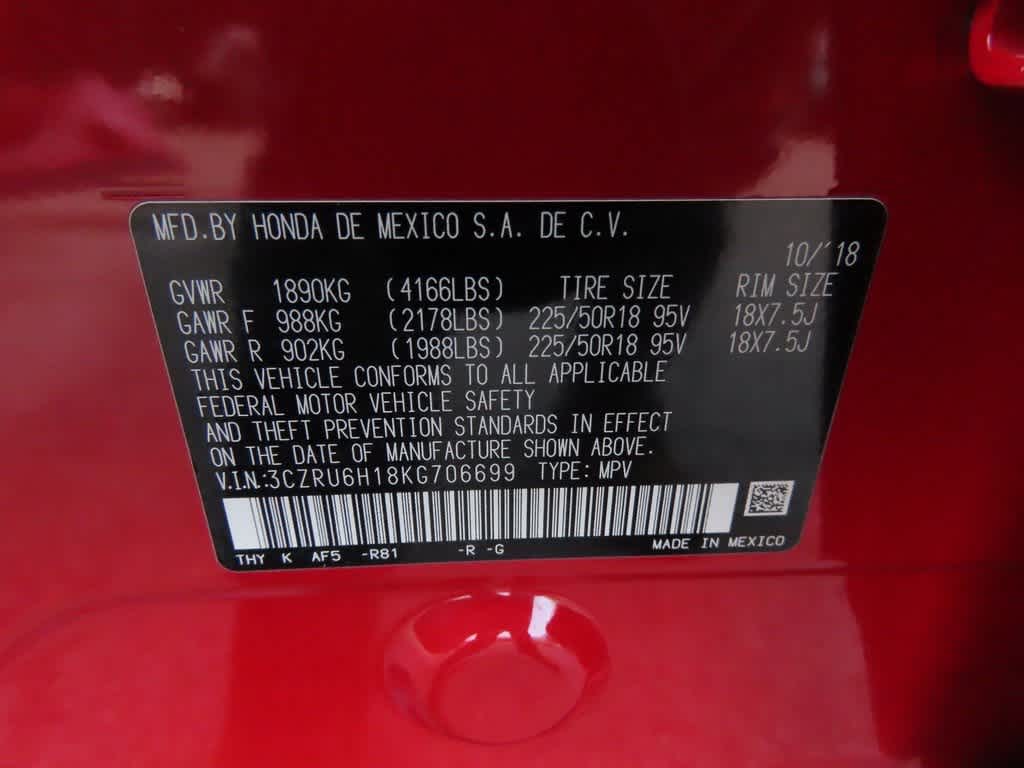 MFD.BY HONDA DE MEXICO S.A. DE C.V.
10/'18
GVWR 1890KG (4166LBS) TIRE SIZE RIM SIZE
GAWR F 988KG (2178LBS) 225/50R18 95V 18X7.5J
GAWR R 902KG (1988LBS) 225/50R18 95V 18X7.5J
THIS VEHICLE CONFORMS TO ALL APPLICABLE
FEDERAL MOTOR VEHICLE SAFETY
AND THEFT PREVENTION STANDARDS IN EFFECT
ON THE DATE OF MANUFACTURE SHOWN ABOVE.
V.I.N.:3CZRU6H18KG706699 TYPE: MPV
THY K AF5 -R81 -R -G MADE IN MEXICO